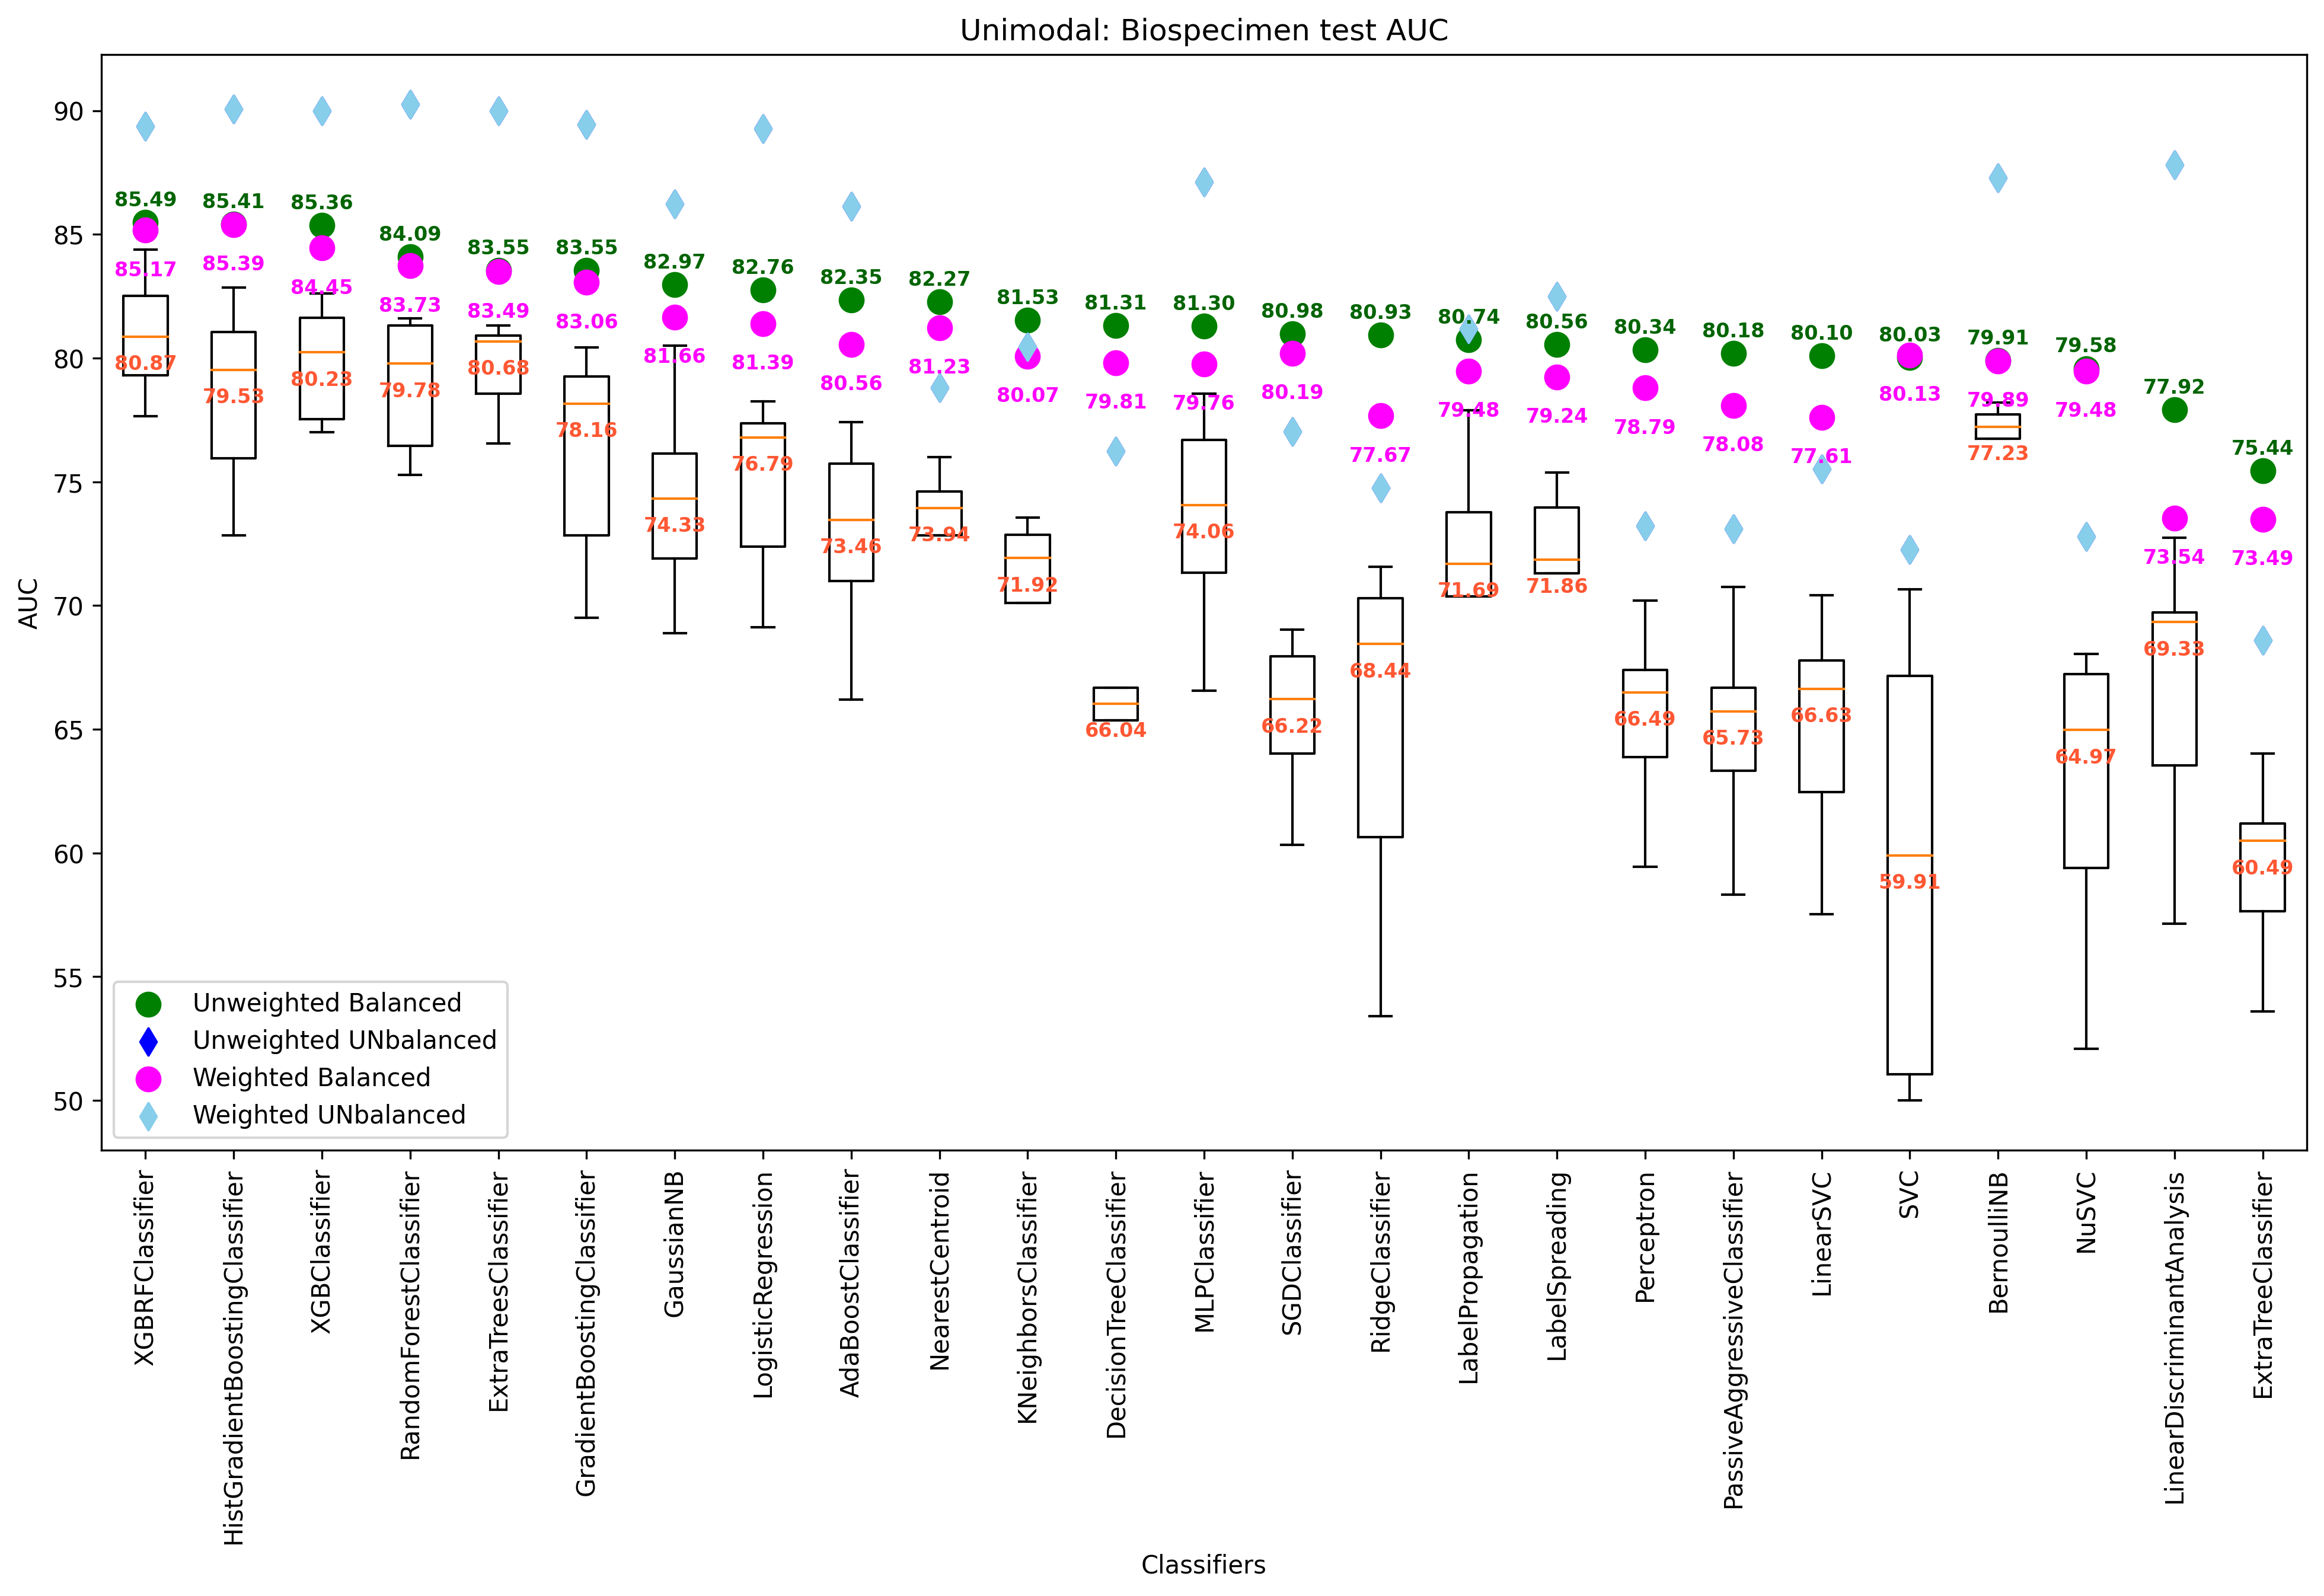 Unimodal: Biospecimen test AUC
AUC
90
85
80
75
70
65
60
55
50
85.49
85.41
85.36
84.09
83.55
83.55
82.97
82.76
82.35
82.27
81.53
81.31
81.30
80.98
80.93
80.74
80.56
80.34
80.18
80.10
80.03
79.91
79.58
77.92
75.44
85.17
85.39
84.45
83.73
83.49
83.06
81.66
81.39
80.56
81.23
80.07
79.81
79.76
80.19
77.67
79.48
79.24
78.79
78.08
77.61
80.13
79.89
79.48
73.54
73.49
80.87
79.53
80.23
79.78
80.68
78.16
74.33
76.79
73.46
73.94
71.92
66.04
74.06
66.22
68.44
71.69
71.86
66.49
65.73
66.63
59.91
77.23
64.97
69.33
60.49
Unweighted Balanced
Unweighted UNbalanced
Weighted Balanced
Weighted UNbalanced
XGBRFClassifier
HistGradientBoostingClassifier
XGBClassifier
RandomForestClassifier
ExtraTreesClassifier
GradientBoostingClassifier
GaussianNB
LogisticRegression
AdaBoostClassifier
NearestCentroid
KNeighborsClassifier
DecisionTreeClassifier
MLPClassifier
SGDClassifier
RidgeClassifier
LabelPropagation
LabelSpreading
Perceptron
PassiveAggressiveClassifier
LinearSVC
SVC
BernoulliNB
NuSVC
LinearDiscriminantAnalysis
ExtraTreeClassifier
Classifiers